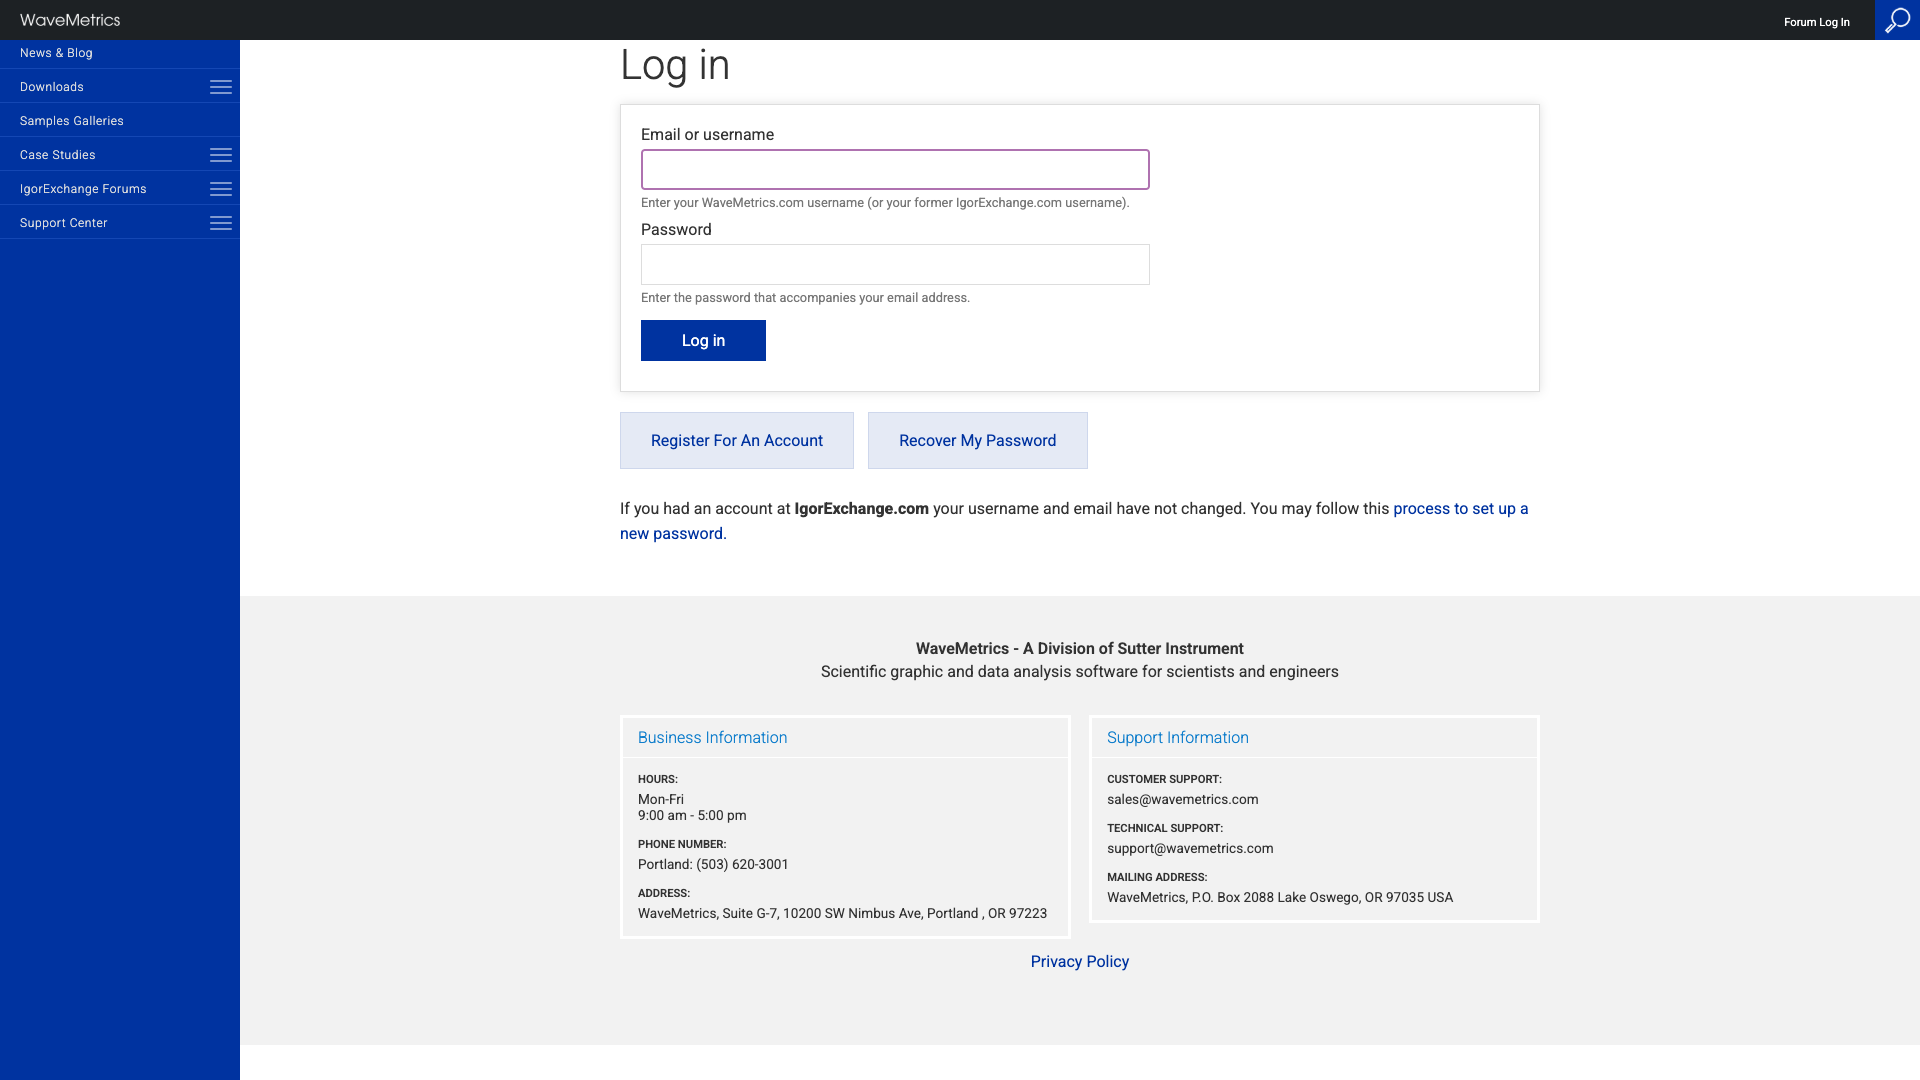 WaveMetrics
Forum Log In
News & Blog
Downloads
Samples Galleries
Case Studies
IgorExchange Forums
Support Center
Log in
Email or username
Enter your WaveMetrics.com username (or your former IgorExchange.com username).
Password
Enter the password that accompanies your email address.
Log in
Register For An Account
Recover My Password
If you had an account at IgorExchange.com your username and email have not changed. You may follow this process to set up a
new password.
WaveMetrics - A Division of Sutter Instrument
Scientific graphic and data analysis software for scientists and engineers
Business Information
HOURS:
Mon-Fri
9:00 am - 5:00 pm
PHONE NUMBER:
Portland: (503) 620-3001
ADDRESS:
WaveMetrics, Suite G-7, 10200 SW Nimbus Ave, Portland , OR 97223
Support Information
CUSTOMER SUPPORT:
sales@wavemetrics.com
TECHNICAL SUPPORT:
support@wavemetrics.com
MAILING ADDRESS:
WaveMetrics, P.O. Box 2088 Lake Oswego, OR 97035 USA
Privacy Policy